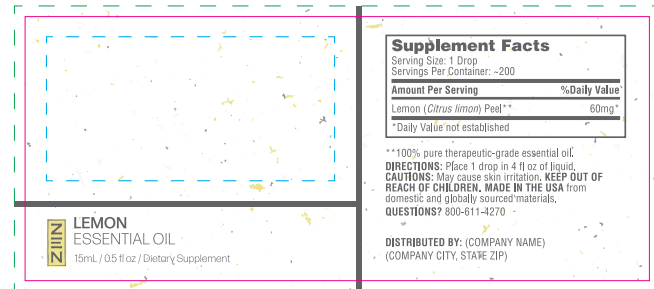 ZIIIN
LEMON
ESSENTIAL OIL
15mL / 0.5 fl oz / Dietary Supplement
Supplement Facts
Serving Size: 1 Drop
Servings Per Container: ~200
Amount Per Serving %Daily Value
Lemon (Citrus limon) Peel** 60mg*
*Daily Value not established
**100% pure therapeutic-grade essential oil.
DIRECTIONS: Place 1 drop in 4 fl oz of liquid.
CAUTIONS: May cause skin irritation. KEEP OUT OF
REACH OF CHILDREN. MADE IN THE USA from
domestic and globally sourced materials.
QUESTIONS? 800-611-4270
DISTRIBUTED BY: (COMPANY NAME)
(COMPANY CITY, STATE ZIP)